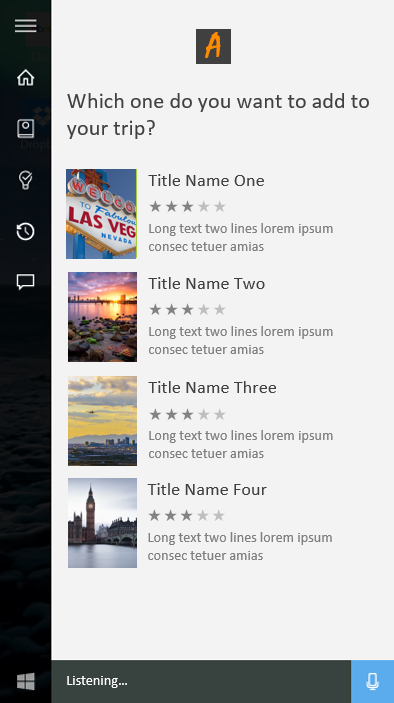 A
Which one do you want to add to
your trip?
WELCO
TO Fabulou
LAS VEG
NEVADA
Title Name One
Long text two lines lorem ipsum
consec tetuer amias
Title Name Two
Long text two lines lorem ipsum
consec tetuer amias
Title Name Three
Long text two lines lorem ipsum
consec tetuer amias
Title Name Four
Long text two lines lorem ipsum
consec tetuer amias
Listening...